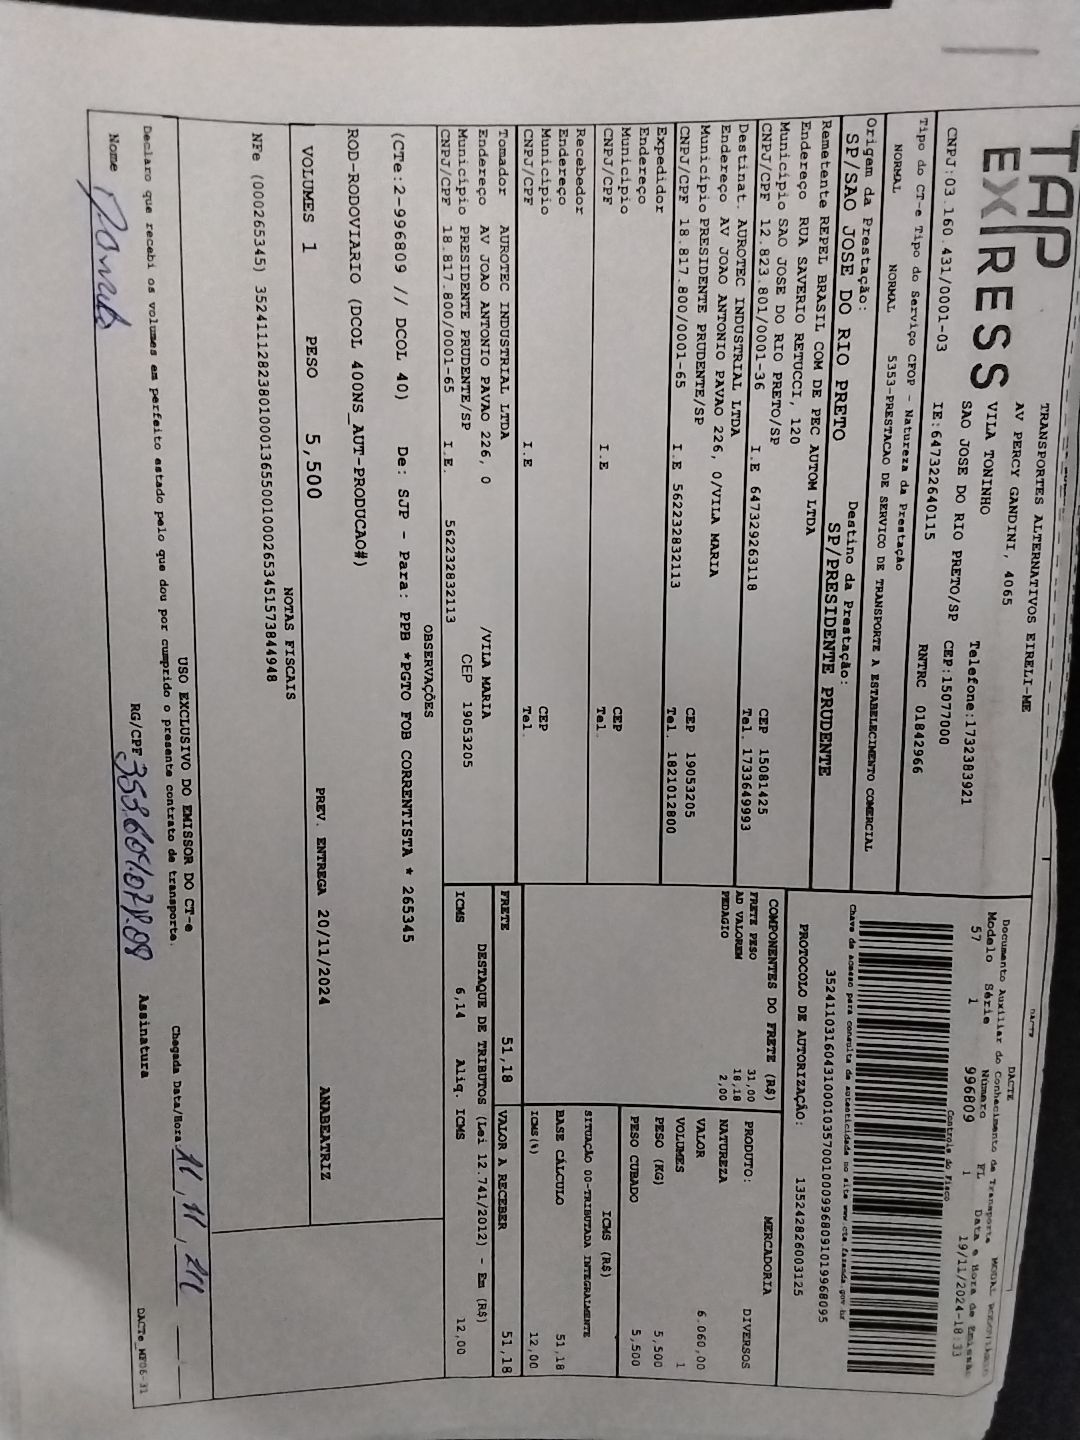 TAP
EXPRESS
TRANSPORTES ALTERNATIVOS EIRELI-ME
AV PERCY GANDINI, 4065
VILA TONINHO Telefone:1732383921
SAO JOSE DO RIO PRETO/SP CEP:15077000
CNPJ:03.160.431/0001-03 IE:647322640115 RNTRC 01842966
DACTE
Documento Auxiliar do Conhecimento de Transporte
Modelo Série Número FL Data e Hora de Emissão
57 1 996809 1 19/11/2024-18:33
Controle do Fisco
Chave de acesso para consulta de autenticidade no site www.cte.fazenda.gov.br
35241103160431000103570010009968091019968095
PROTOCOLO DE AUTORIZAÇÃO: 135242826003125
Tipo do CT-e Tipo do Serviço CFOP - Natureza da Prestação
NORMAL NORMAL 5353-PRESTACAO DE SERVICO DE TRANSPORTE A ESTABELECIMENTO COMERCIAL
Origem da Prestação: Destino da Prestação:
SP/SAO JOSE DO RIO PRETO SP/PRESIDENTE PRUDENTE
Remetente REPEL BRASIL COM DE PEC AUTOM LTDA
Endereço RUA SAVERIO RETUCCI, 120
Município SAO JOSE DO RIO PRETO/SP CEP 15081425
CNPJ/CPF 12.823.801/0001-36 I.E 647329263118 Tel. 1733649993
Destinat. AUROTEC INDUSTRIAL LTDA
Endereço AV JOAO ANTONIO PAVAO 226, 0/VILA MARIA
Município PRESIDENTE PRUDENTE/SP CEP 19053205
CNPJ/CPF 18.817.800/0001-65 I.E 562232832113 Tel. 1821012800
Expedidor
Endereço
Município CEP
CNPJ/CPF I.E. Tel.
Recebedor
Endereço
Município CEP
CNPJ/CPF I.E Tel.
Tomador AUROTEC INDUSTRIAL LTDA
Endereço AV JOAO ANTONIO PAVAO 226, 0 /VILA MARIA
Município PRESIDENTE PRUDENTE/SP CEP 19053205
CNPJ/CPF 18.817.800/0001-65 I.E. 562232832113
COMPONENTES DO FRETE (R$)
FRETE PESO 31,00
AD VALOREM 18,18
PEDAGIO 2,00
MERCADORIA
PRODUTO: DIVERSOS
NATUREZA
VALOR 6.060,00
VOLUMES 1
PESO (KG) 5,500
PESO CUBADO 5,500
ICMS (R$)
SITUAÇÃO 00-TRIBUTADA INTEGRALMENTE
BASE CÁLCULO 51,18
ICMS(%) 12,00
FRETE 51,18 VALOR A RECEBER 51,18
DESTAQUE DE TRIBUTOS (Lei 12.741/2012) - Em (R$)
ICMS 6,14 Aliq. ICMS 12,00
OBSERVAÇÕES
(CTe:2-996809 // DCOL 40) De: SJP - Para: PPB *PGTO FOB CORRENTISTA * 265345
ROD-RODOVIARIO (DCOL 400NS_AUT-PRODUCAO#)
VOLUMES 1 PESO 5,500 PREV. ENTREGA 20/11/2024 ANABEATRIZ
NOTAS FISCAIS
NFe (000265345) 35241112823801000136550010002653451573844948
USO EXCLUSIVO DO EMISSOR DO CT-e
Declaro que recebi os volumes em perfeito estado pelo que dou por cumprido o presente contrato de transporte. Chegada Data/Hora
Nome RG/CPF Assinatura
DACTe_MF06-31